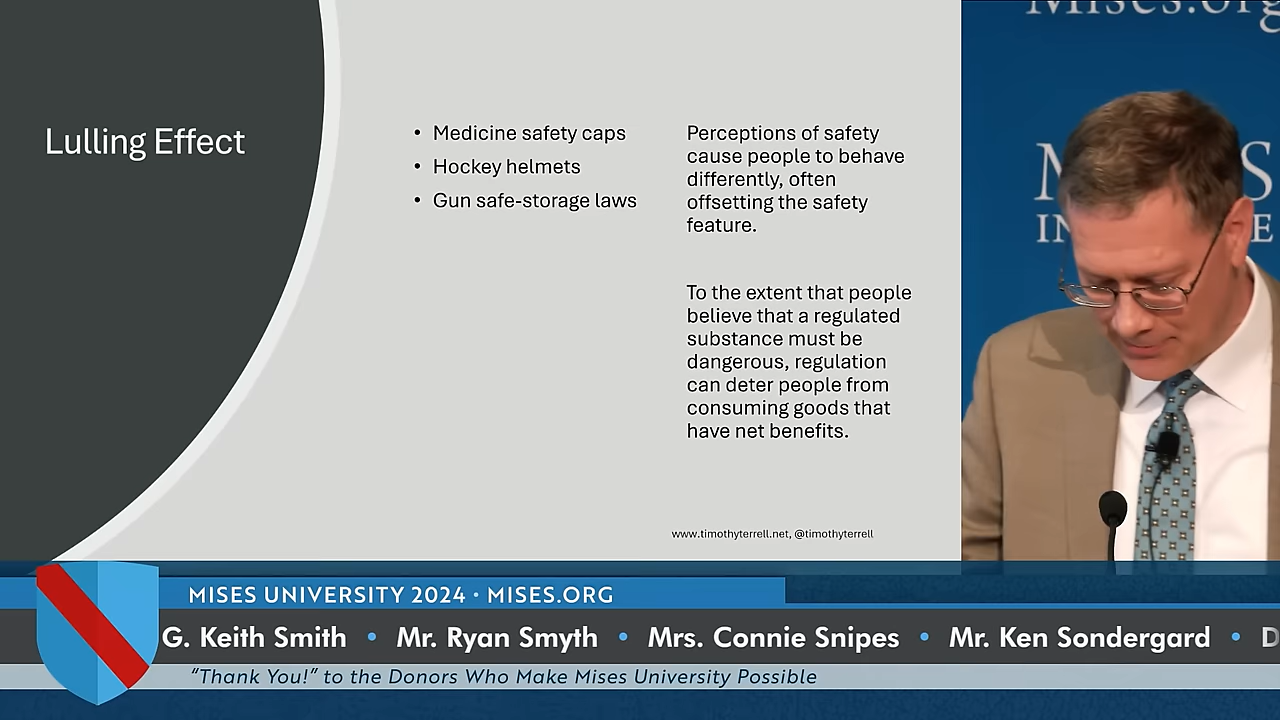 Lulling Effect
• Medicine safety caps
• Hockey helmets
• Gun safe-storage laws
Perceptions of safety
cause people to behave
differently, often
offsetting the safety
feature.
To the extent that people
believe that a regulated
substance must be
dangerous, regulation
can deter people from
consuming goods that
have net benefits.
www.timothyterrell.net, @timothyterrell
Mises.org
MISES UNIVERSITY 2024 • MISES.ORG
G. Keith Smith • Mr. Ryan Smyth • Mrs. Connie Snipes • Mr. Ken Sondergard • D
"Thank You!" to the Donors Who Make Mises University Possible